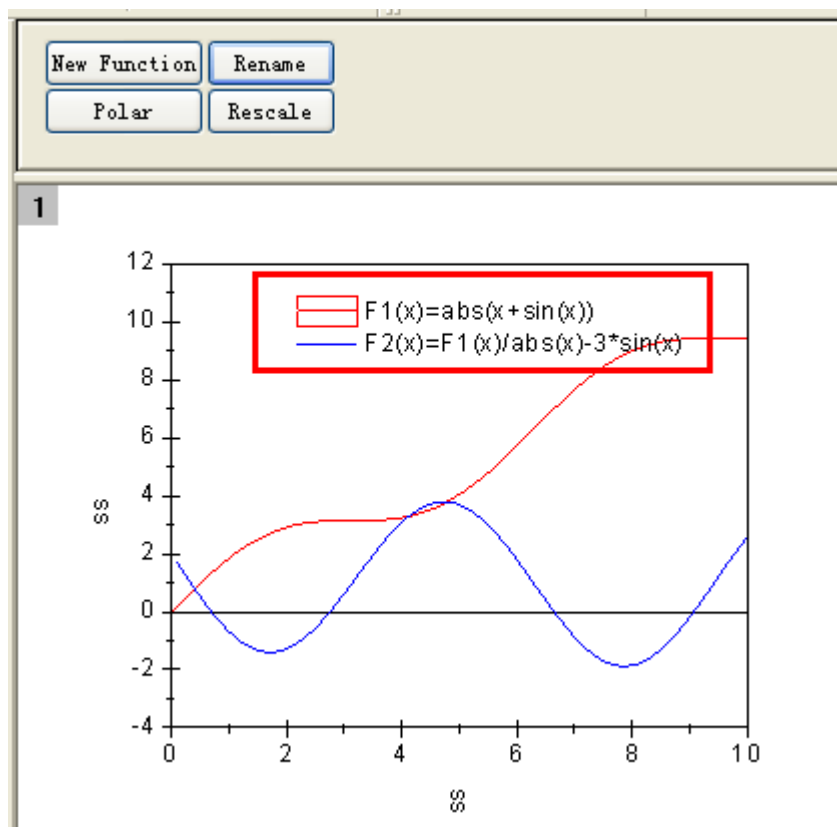 New Function Rename
Polar Rescale
1
12
10
8
6
4
2
0
-2
-4
F1(x)=abs(x+sin(x))
F2(x)=F1(x)/abs(x)-3*sin(x)
ss
0 2 4 6 8 10
ss